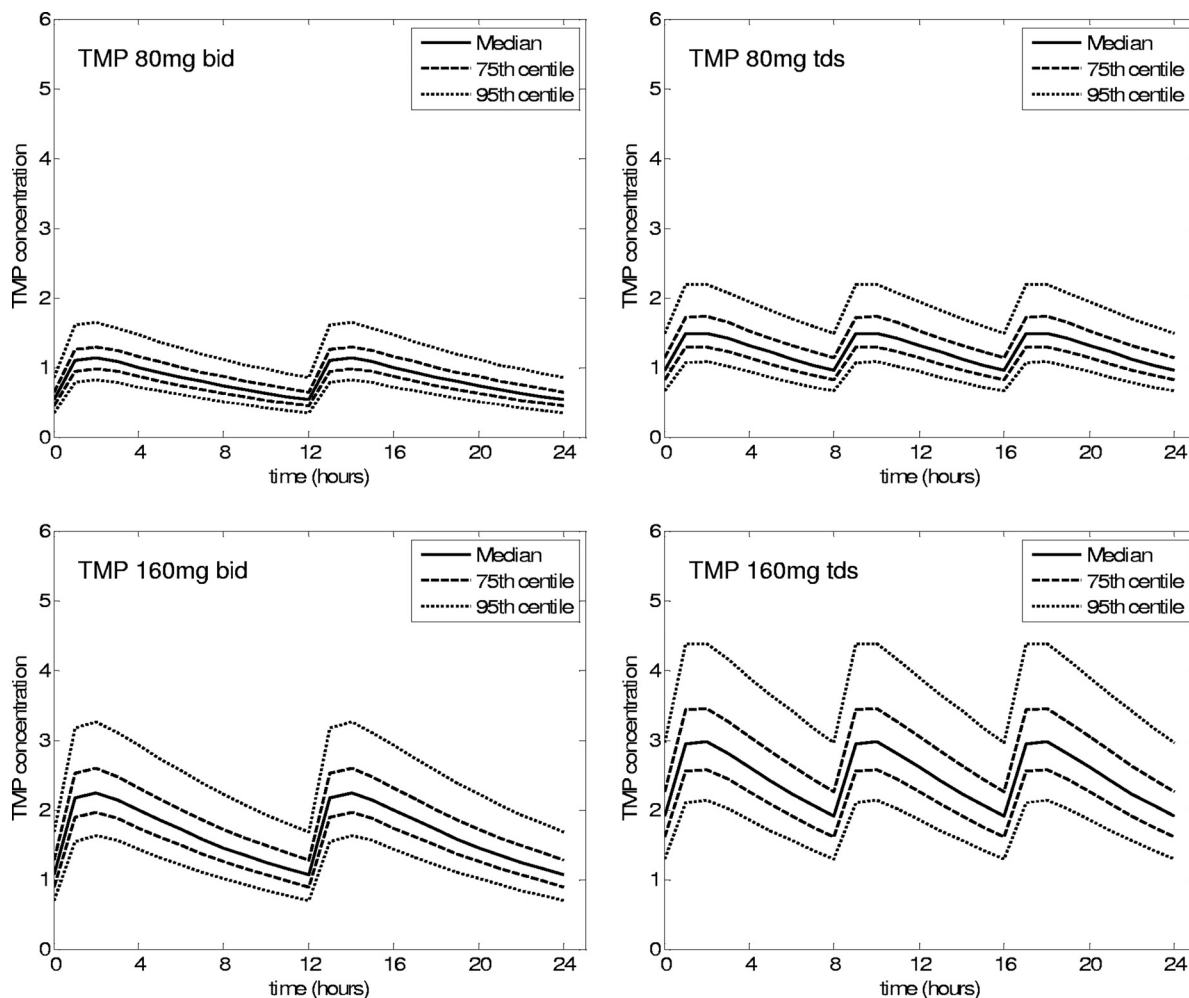 TMP 80mg bid
Median
75th centile
95th centile
TMP concentration
6
5
4
3
2
1
0
0 4 8 12 16 20 24
time (hours)
TMP 80mg tds
Median
75th centile
95th centile
TMP concentration
6
5
4
3
2
1
0
0 4 8 12 16 20 24
time (hours)
TMP 160mg bid
Median
75th centile
95th centile
TMP concentration
6
5
4
3
2
1
0
0 4 8 12 16 20 24
time (hours)
TMP 160mg tds
Median
75th centile
95th centile
TMP concentration
6
5
4
3
2
1
0
0 4 8 12 16 20 24
time (hours)